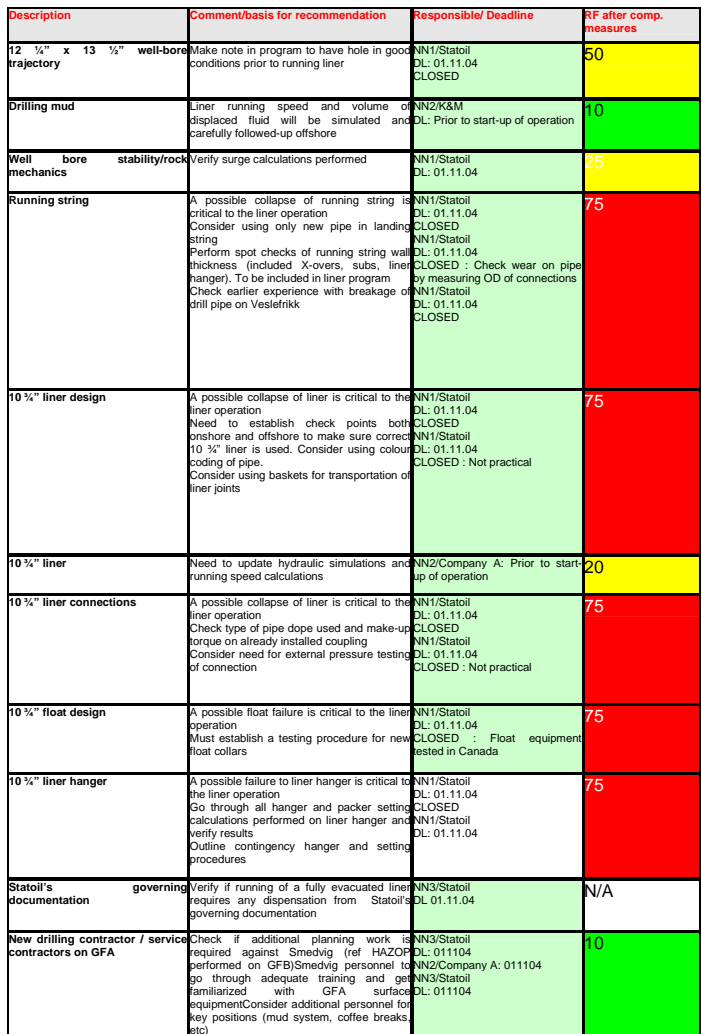 Description
Comment/basis for recommendation
Responsible/ Deadline
RF after comp.
measures
12 ¼” x 13 ½” well-bore
trajectory
Make note in program to have hole in good
conditions prior to running liner
NN1/Statoil
DL: 01.11.04
CLOSED
50
Drilling mud
Liner running speed and volume of
displaced fluid will be simulated and
carefully followed-up offshore
NN2/K&M
DL: Prior to start-up of operation
10
Well bore stability/rock
mechanics
Verify surge calculations performed
NN1/Statoil
DL: 01.11.04
25
Running string
A possible collapse of running string is
critical to the liner operation
Consider using only new pipe in landing
string
Perform spot checks of running string wall
thickness (included X-overs, subs, liner
hanger). To be included in liner program
Check earlier experience with breakage of
drill pipe on Veslefrikk
NN1/Statoil
DL: 01.11.04
CLOSED
NN1/Statoil
DL: 01.11.04
CLOSED : Check wear on pipe
by measuring OD of connections
NN1/Statoil
DL: 01.11.04
CLOSED
75
10 ¾” liner design
A possible collapse of liner is critical to the
liner operation
Need to establish check points both
onshore and offshore to make sure correct
10 ¾” liner is used. Consider using colour
coding of pipe.
Consider using baskets for transportation of
liner joints
NN1/Statoil
DL: 01.11.04
CLOSED
NN1/Statoil
DL: 01.11.04
CLOSED : Not practical
75
10 ¾” liner
Need to update hydraulic simulations and
running speed calculations
NN2/Company A: Prior to start-
up of operation
20
10 ¾” liner connections
A possible collapse of liner is critical to the
liner operation
Check type of pipe dope used and make-up
torque on already installed coupling
Consider need for external pressure testing
of connection
NN1/Statoil
DL: 01.11.04
CLOSED
NN1/Statoil
DL: 01.11.04
CLOSED : Not practical
75
10 ¾” float design
A possible float failure is critical to the liner
operation
Must establish a testing procedure for new
float collars
NN1/Statoil
DL: 01.11.04
CLOSED : Float equipment
tested in Canada
75
10 ¾” liner hanger
A possible failure to liner hanger is critical to
the liner operation
Go through all hanger and packer setting
calculations performed on liner hanger and
verify results
Outline contingency hanger and setting
procedures
NN1/Statoil
DL: 01.11.04
CLOSED
NN1/Statoil
DL: 01.11.04
75
Statoil’s governing
documentation
Verify if running of a fully evacuated liner
requires any dispensation from Statoil’s
governing documentation
NN3/Statoil
DL 01.11.04
N/A
New drilling contractor / service
contractors on GFA
Check if additional planning work is
required against Smedvig (ref HAZOP
performed on GFB)Smedvig personnel to
go through adequate training and get
familiarized with GFA surface
equipmentConsider additional personnel for
key positions (mud system, coffee breaks,
etc)
NN3/Statoil
DL: 011104
NN2/Company A: 011104
NN3/Statoil
DL: 011104
10